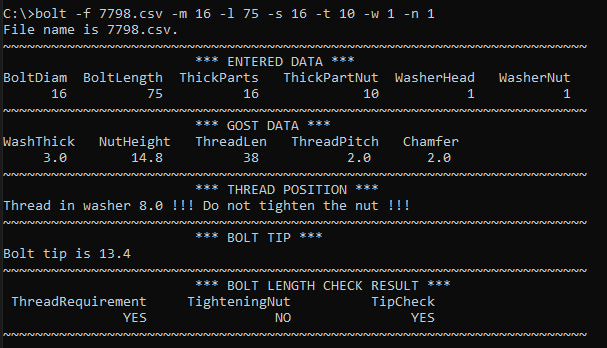 C:\>bolt -f 7798.csv -m 16 -l 75 -s 16 -t 10 -w 1 -n 1
File name is 7798.csv.
~~~~~~~~~~~~~~~~~~~~~~~~~~~~~~~~~~~~~~~~~~~~~~~~~~~~~~~~~~~~~~~~~~~~~~~~~
*** ENTERED DATA ***
BoltDiam BoltLength ThickParts ThickPartNut WasherHead WasherNut
16 75 16 10 1 1
~~~~~~~~~~~~~~~~~~~~~~~~~~~~~~~~~~~~~~~~~~~~~~~~~~~~~~~~~~~~~~~~~~~~~~~~~
*** GOST DATA ***
WashThick NutHeight ThreadLen ThreadPitch Chamfer
3.0 14.8 38 2.0 2.0
~~~~~~~~~~~~~~~~~~~~~~~~~~~~~~~~~~~~~~~~~~~~~~~~~~~~~~~~~~~~~~~~~~~~~~~~~
*** THREAD POSITION ***
Thread in washer 8.0 !!! Do not tighten the nut !!!
~~~~~~~~~~~~~~~~~~~~~~~~~~~~~~~~~~~~~~~~~~~~~~~~~~~~~~~~~~~~~~~~~~~~~~~~~
*** BOLT TIP ***
Bolt tip is 13.4
~~~~~~~~~~~~~~~~~~~~~~~~~~~~~~~~~~~~~~~~~~~~~~~~~~~~~~~~~~~~~~~~~~~~~~~~~
*** BOLT LENGTH CHECK RESULT ***
ThreadRequirement TighteningNut TipCheck
YES NO YES
~~~~~~~~~~~~~~~~~~~~~~~~~~~~~~~~~~~~~~~~~~~~~~~~~~~~~~~~~~~~~~~~~~~~~~~~~